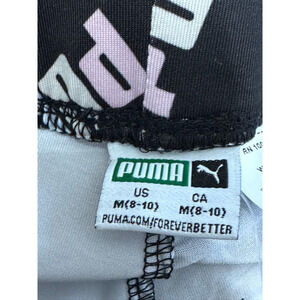 PUMA
US CA
M(8-10) M(8-10)
PUMA.COM/FOREVERBETTER